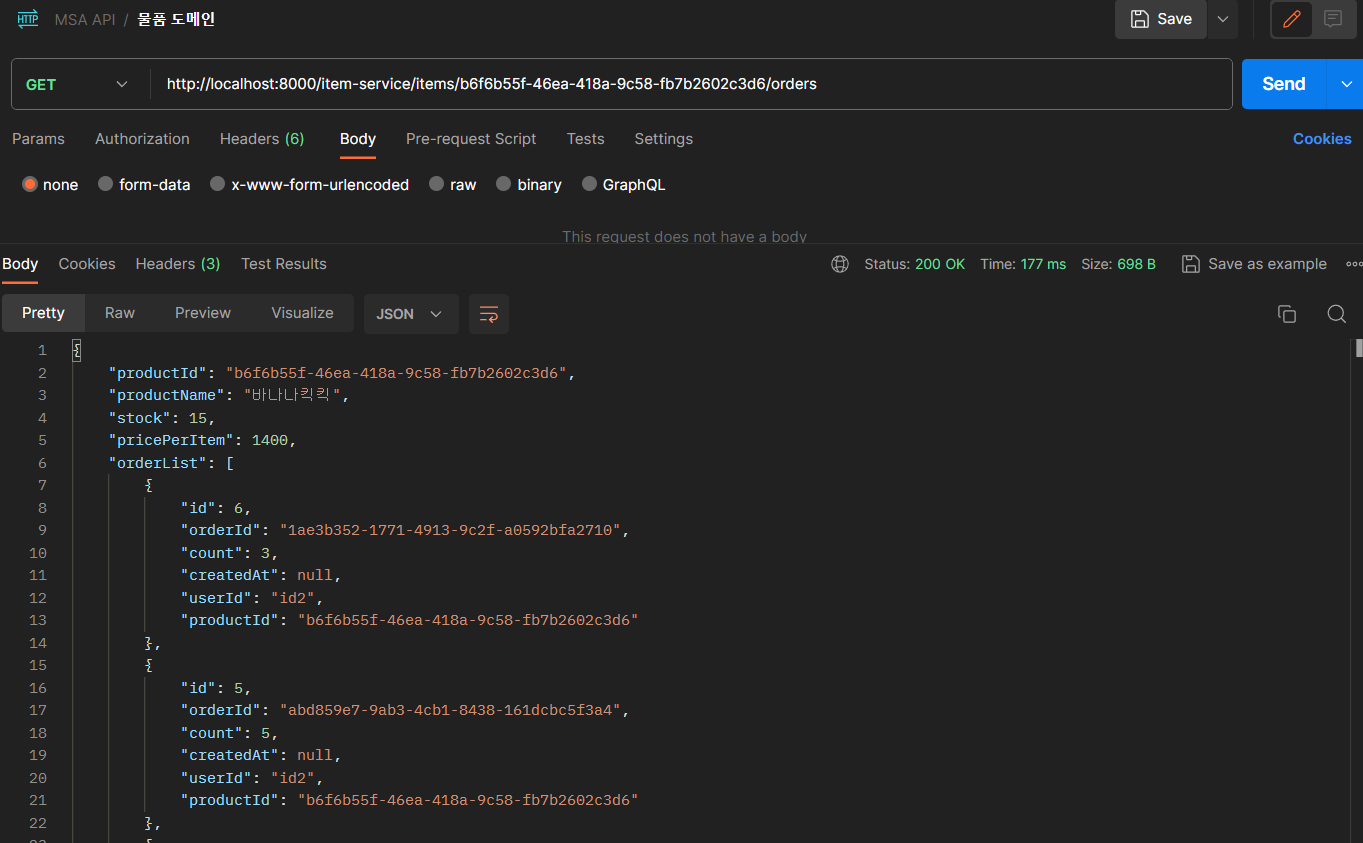 HTTP MSA API / 물품 도메인 Save
GET http://localhost:8000/item-service/items/b6f6b55f-46ea-418a-9c58-fb7b2602c3d6/orders Send
Params Authorization Headers (6) Body Pre-request Script Tests Settings Cookies
none form-data x-www-form-urlencoded raw binary GraphQL
This request does not have a body
Body Cookies Headers (3) Test Results Status: 200 OK Time: 177 ms Size: 698 B Save as example
Pretty Raw Preview Visualize JSON
1 {
2 "productId": "b6f6b55f-46ea-418a-9c58-fb7b2602c3d6",
3 "productName": "바나나킥킥",
4 "stock": 15,
5 "pricePerItem": 1400,
6 "orderList": [
7 {
8 "id": 6,
9 "orderId": "1ae3b352-1771-4913-9c2f-a0592bfa2710",
10 "count": 3,
11 "createdAt": null,
12 "userId": "id2",
13 "productId": "b6f6b55f-46ea-418a-9c58-fb7b2602c3d6"
14 },
15 {
16 "id": 5,
17 "orderId": "abd859e7-9ab3-4cb1-8438-161dcbc5f3a4",
18 "count": 5,
19 "createdAt": null,
20 "userId": "id2",
21 "productId": "b6f6b55f-46ea-418a-9c58-fb7b2602c3d6"
22 },